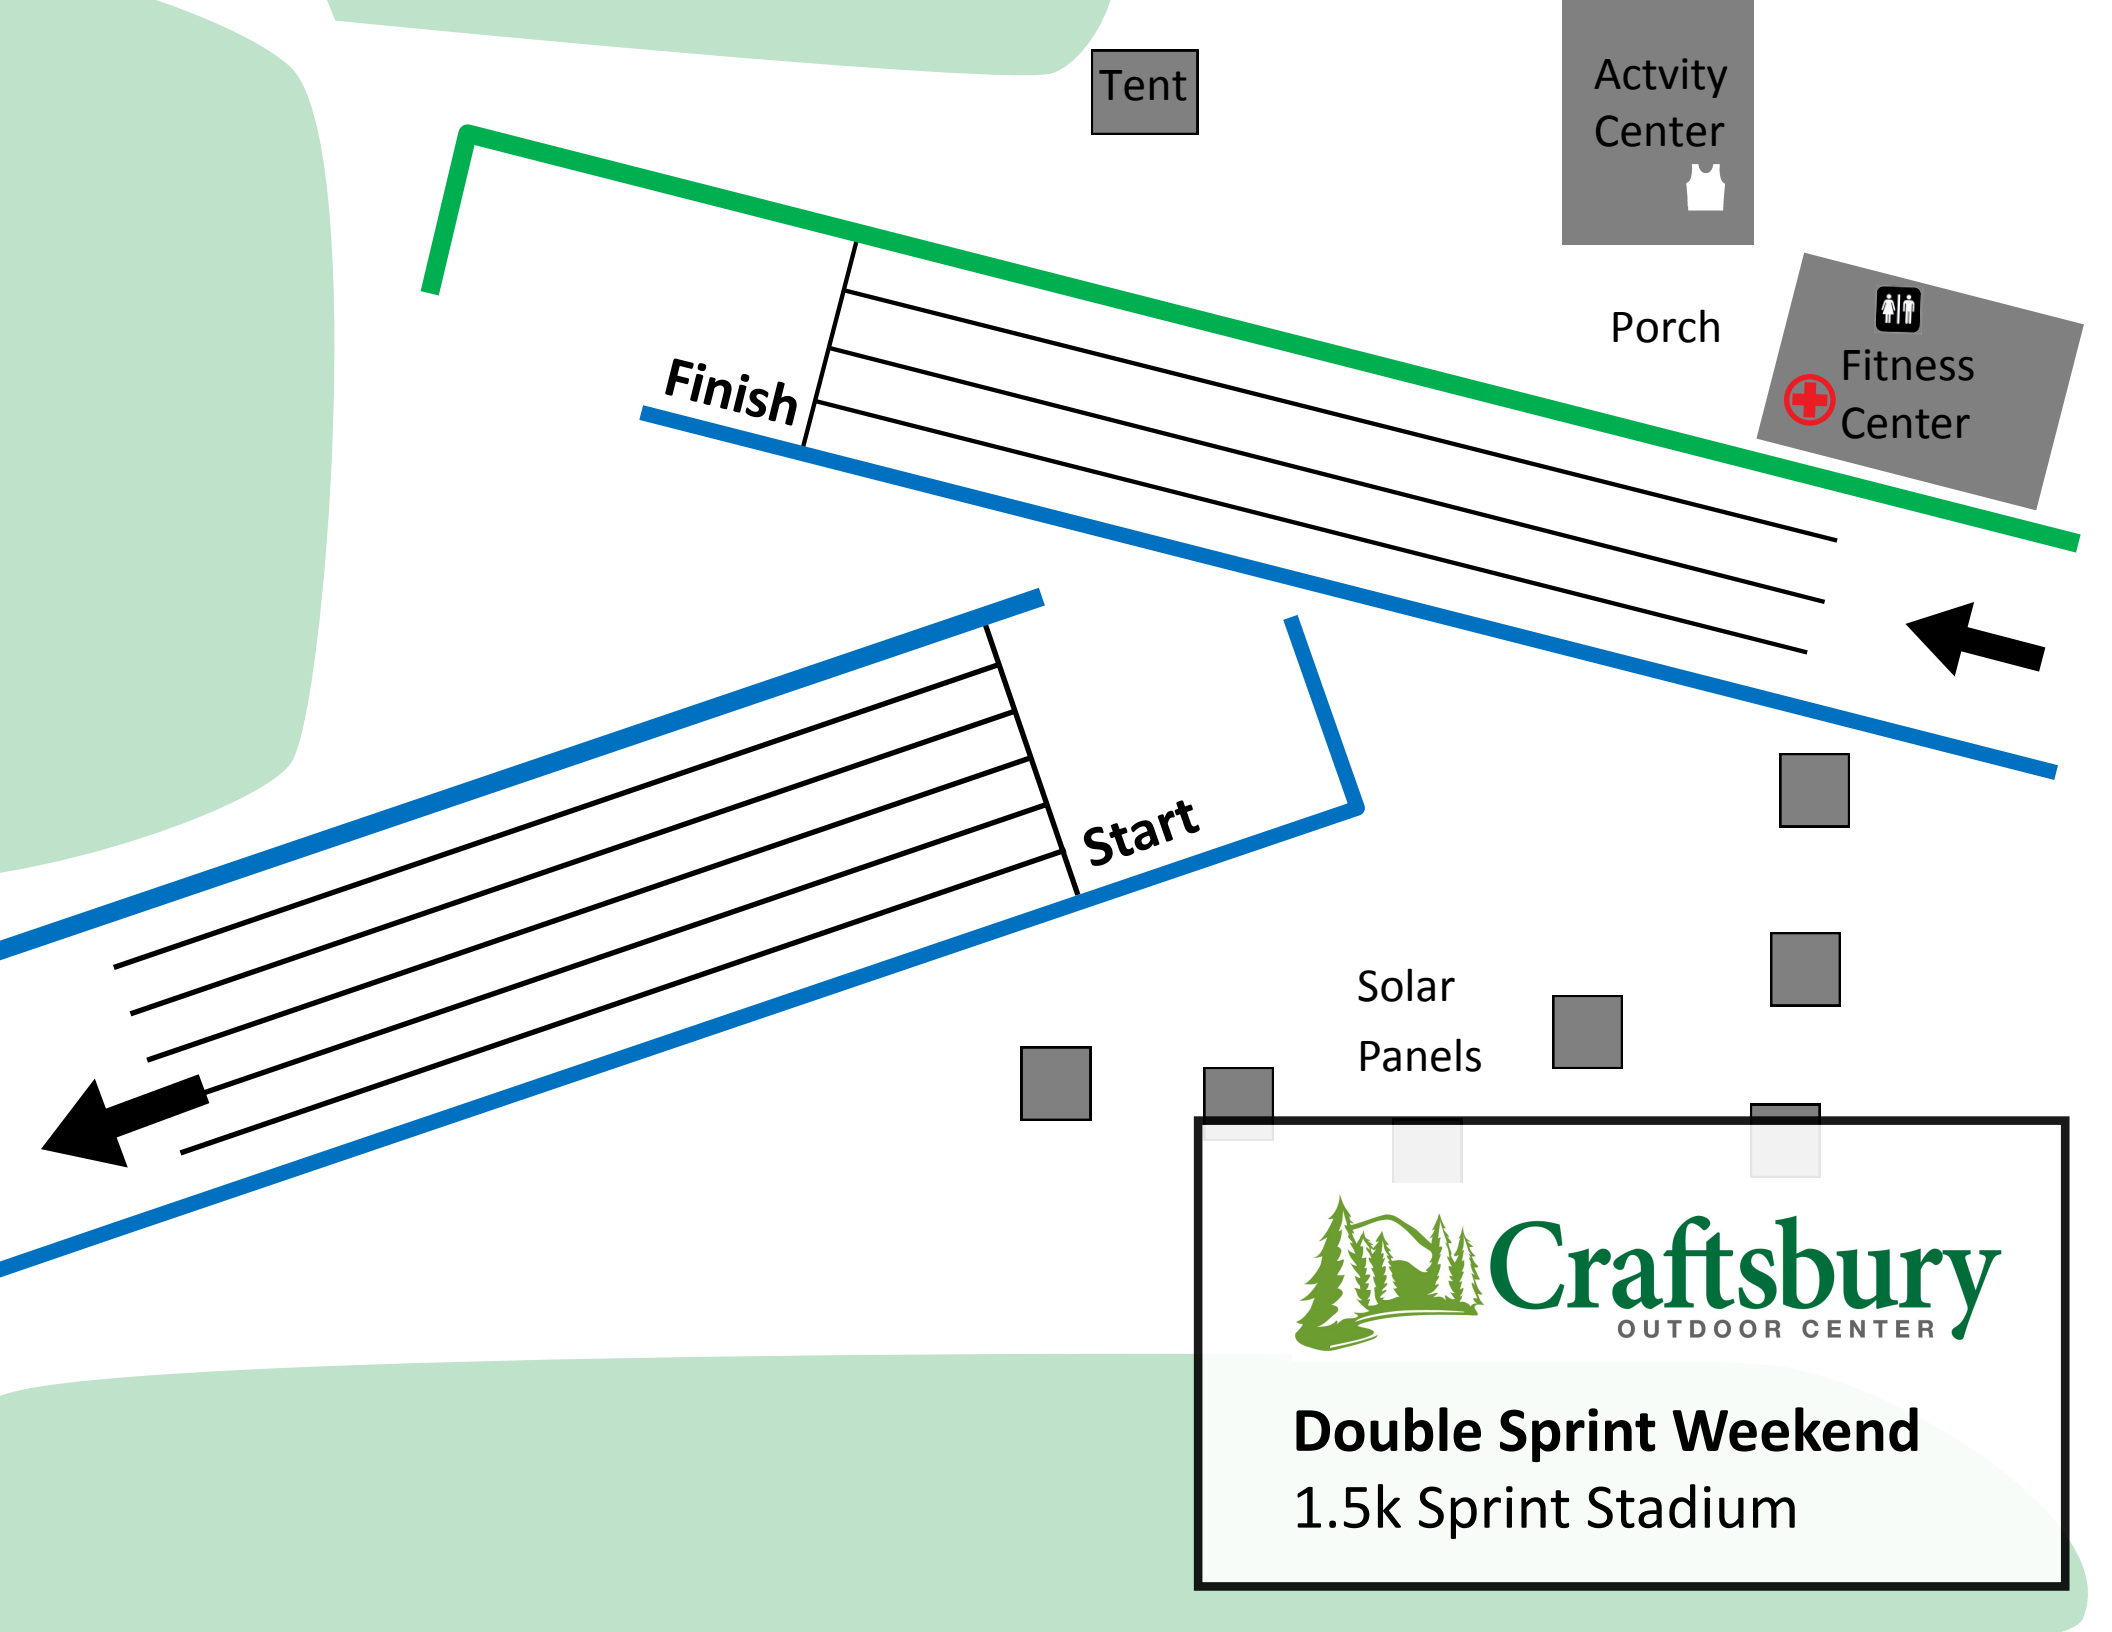 Tent
Actvity
Center
Porch
Fitness
Center
Finish
Start
Solar
Panels
Craftsbury
OUTDOOR CENTER
Double Sprint Weekend
1.5k Sprint Stadium